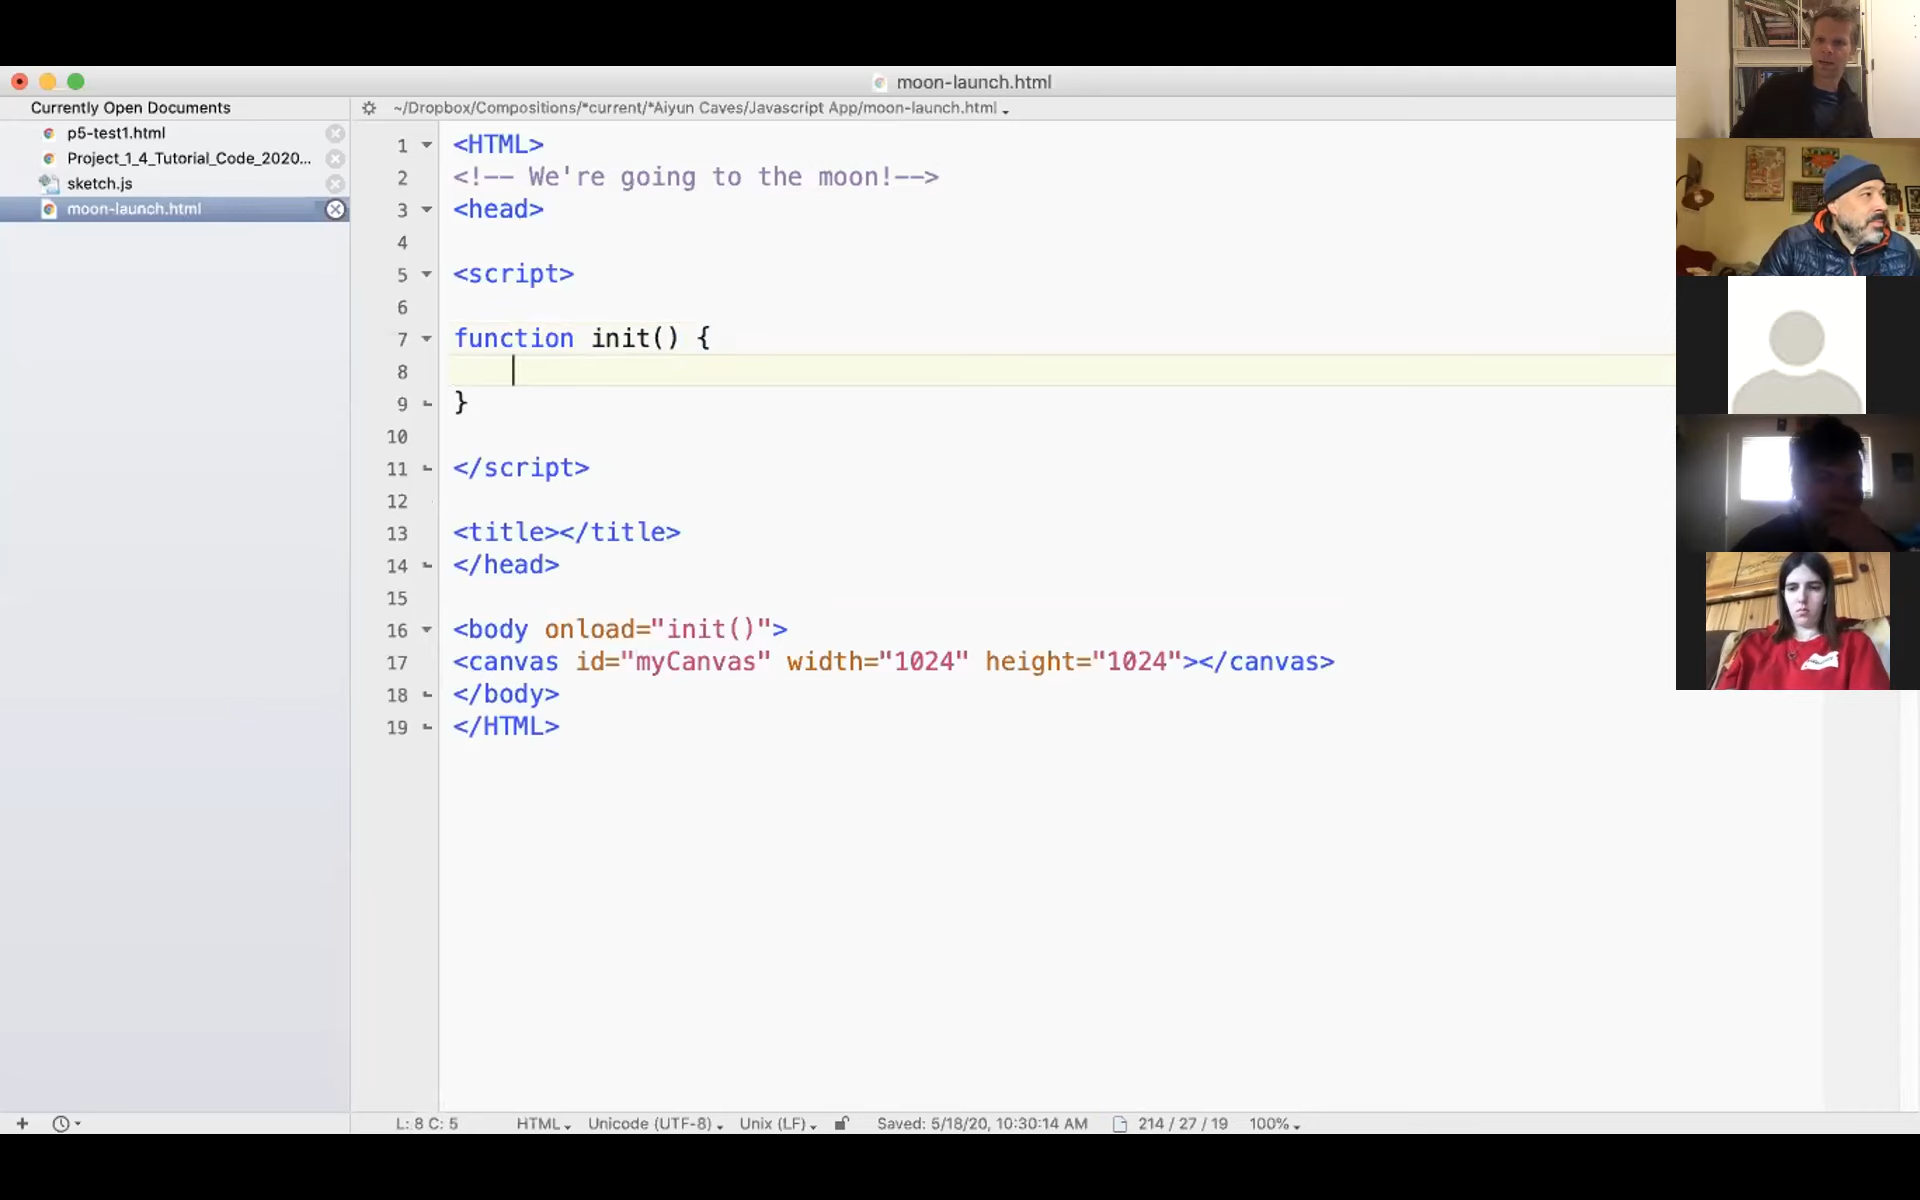 moon-launch.html
Currently Open Documents
~/Dropbox/Compositions/*current/*Aiyun Caves/Javascript App/moon-launch.html
p5-test1.html
Project_1_4_Tutorial_Code_2020...
sketch.js
moon-launch.html
1 <HTML>
2 <!-- We're going to the moon!-->
3 <head>
4
5 <script>
6
7 function init() {
8
9 }
10
11 </script>
12
13 <title></title>
14 </head>
15
16 <body onload="init()">
17 <canvas id="myCanvas" width="1024" height="1024"></canvas>
18 </body>
19 </HTML>
L: 8 C: 5 HTML Unicode (UTF-8) Unix (LF) Saved: 5/18/20, 10:30:14 AM 214 / 27 / 19 100%